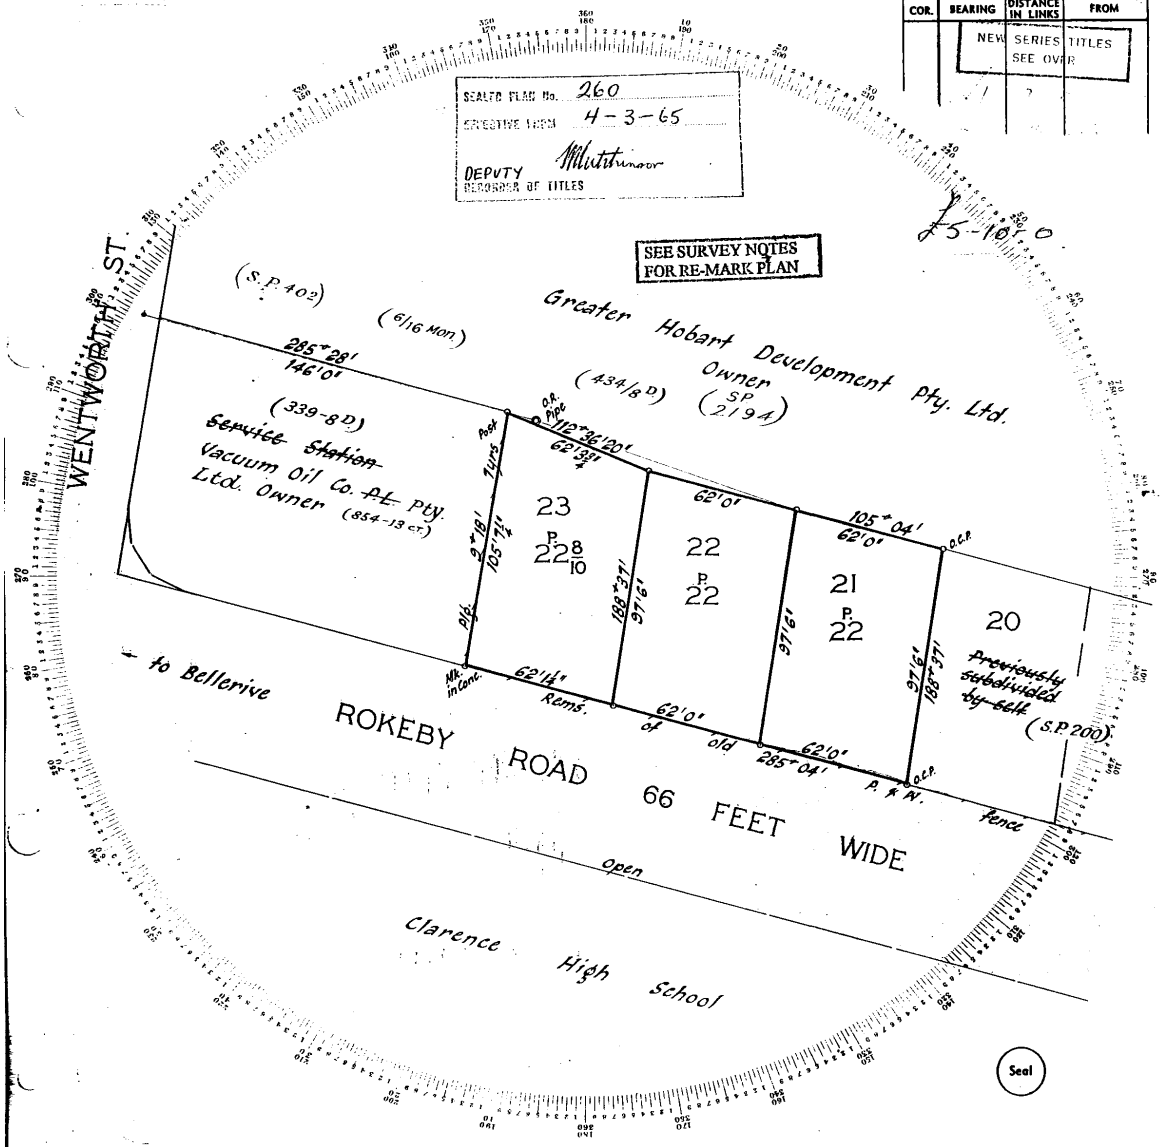 COR. BEARING DISTANCE IN LINKS FROM
NEW SERIES TITLES
SEE OVER
SEALED PLAN No. 260
EFFECTIVE FROM 4-3-65
DEPUTY
RECORDER OF TITLES
£5-10-0
SEE SURVEY NOTES
FOR RE-MARK PLAN
WENTWORTH ST.
(S.P. 402)
(6/16 Mon.)
Greater Hobart Development Pty. Ltd.
Owner
(SP
2194)
(434/8 D)
285°28'
146'0"
(339-8D)
Service Station
Vacuum Oil Co. P.L. Pty.
Ltd. Owner (854-13 CT.)
Post
7yrs
P/p.
9°18'
105'7¼"
O.R.
Pipe
112°36'20"
62'3¾"
62'0"
105°04'
62'0"
O.C.P.
23
P.
22 8/10
188°37'
97'6"
22
P.
22
97'6"
21
P.
22
97'6"
188°37'
20
Previously
subdivided
by self
(S.P. 200)
Mk.
in Conc.
62'1¼"
62'0"
62'0"
285°04'
O.C.P.
Rems. of old P. & W. fence
← to Bellerive
ROKEBY ROAD 66 FEET WIDE
Open
Clarence High School
Seal